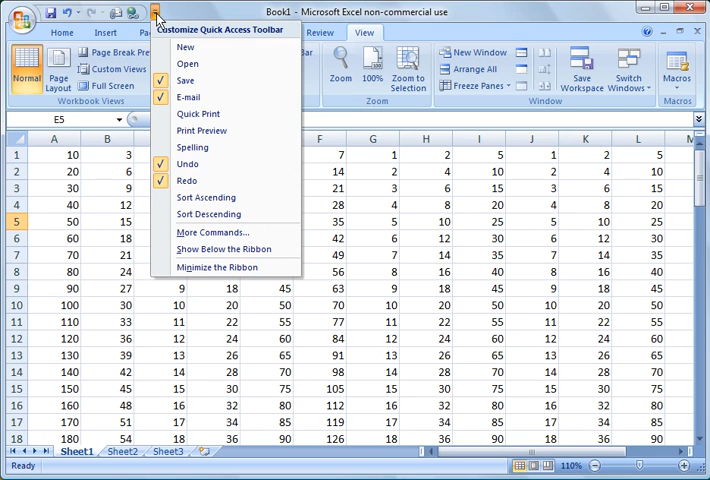 Book1 - Microsoft Excel non-commercial use
Home Insert Pa Review View
Customize Quick Access Toolbar
New
Open
Save
E-mail
Quick Print
Print Preview
Spelling
Undo
Redo
Sort Ascending
Sort Descending
More Commands...
Show Below the Ribbon
Minimize the Ribbon
Normal
Page Layout
Page Break Prev
Custom Views
Full Screen
Workbook Views
Zoom
100%
Zoom to Selection
Zoom
New Window
Arrange All
Freeze Panes
Save Workspace
Switch Windows
Window
Macros
Macros
E5
A B F G H I J K L M
1 10 3 7 1 2 5 1 2 5
2 20 6 14 2 4 10 2 4 10
3 30 9 21 3 6 15 3 6 15
4 40 12 28 4 8 20 4 8 20
5 50 15 35 5 10 25 5 10 25
6 60 18 42 6 12 30 6 12 30
7 70 21 49 7 14 35 7 14 35
8 80 24 56 8 16 40 8 16 40
9 90 27 9 18 45 63 9 18 45 9 18 45
10 100 30 10 20 50 70 10 20 50 10 20 50
11 110 33 11 22 55 77 11 22 55 11 22 55
12 120 36 12 24 60 84 12 24 60 12 24 60
13 130 39 13 26 65 91 13 26 65 13 26 65
14 140 42 14 28 70 98 14 28 70 14 28 70
15 150 45 15 30 75 105 15 30 75 15 30 75
16 160 48 16 32 80 112 16 32 80 16 32 80
17 170 51 17 34 85 119 17 34 85 17 34 85
18 180 54 18 36 90 126 18 36 90 18 36 90
Sheet1 Sheet2 Sheet3
Ready 110%